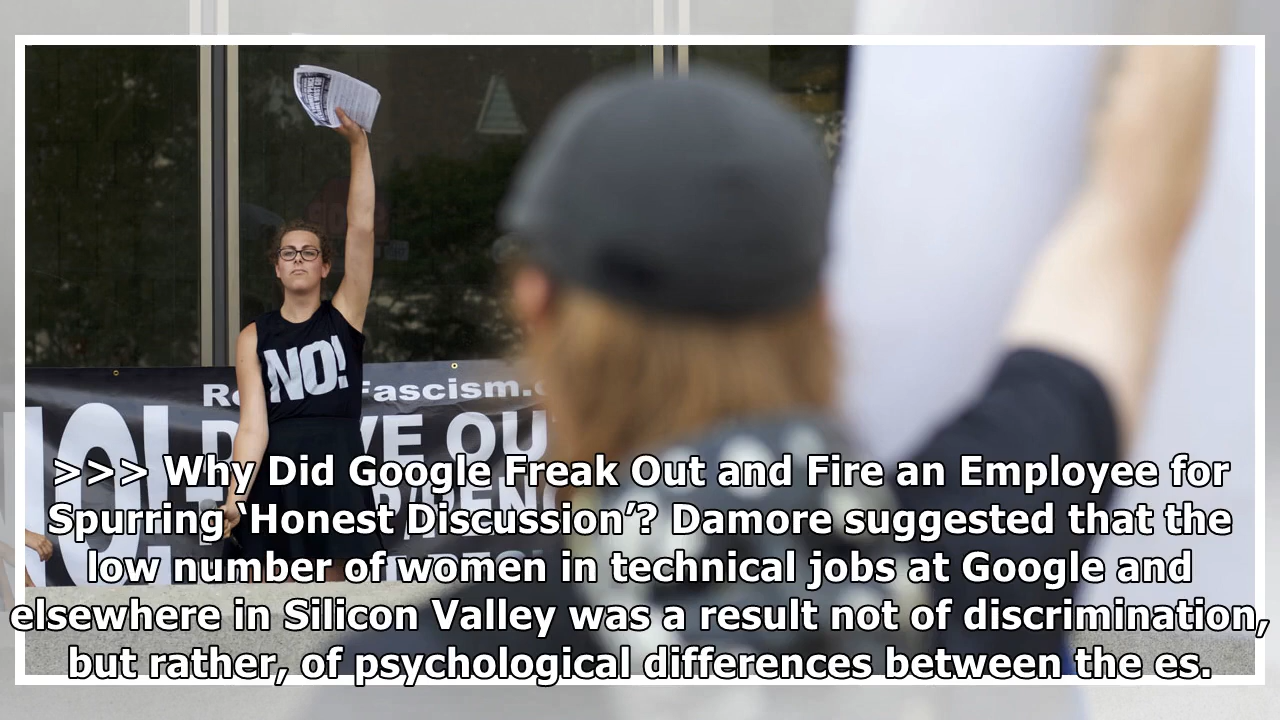 NO!
Fascism.
NO!
>>> Why Did Google Freak Out and Fire an Employee for
Spurring ‘Honest Discussion’? Damore suggested that the
low number of women in technical jobs at Google and
elsewhere in Silicon Valley was a result not of discrimination,
but rather, of psychological differences between the es.